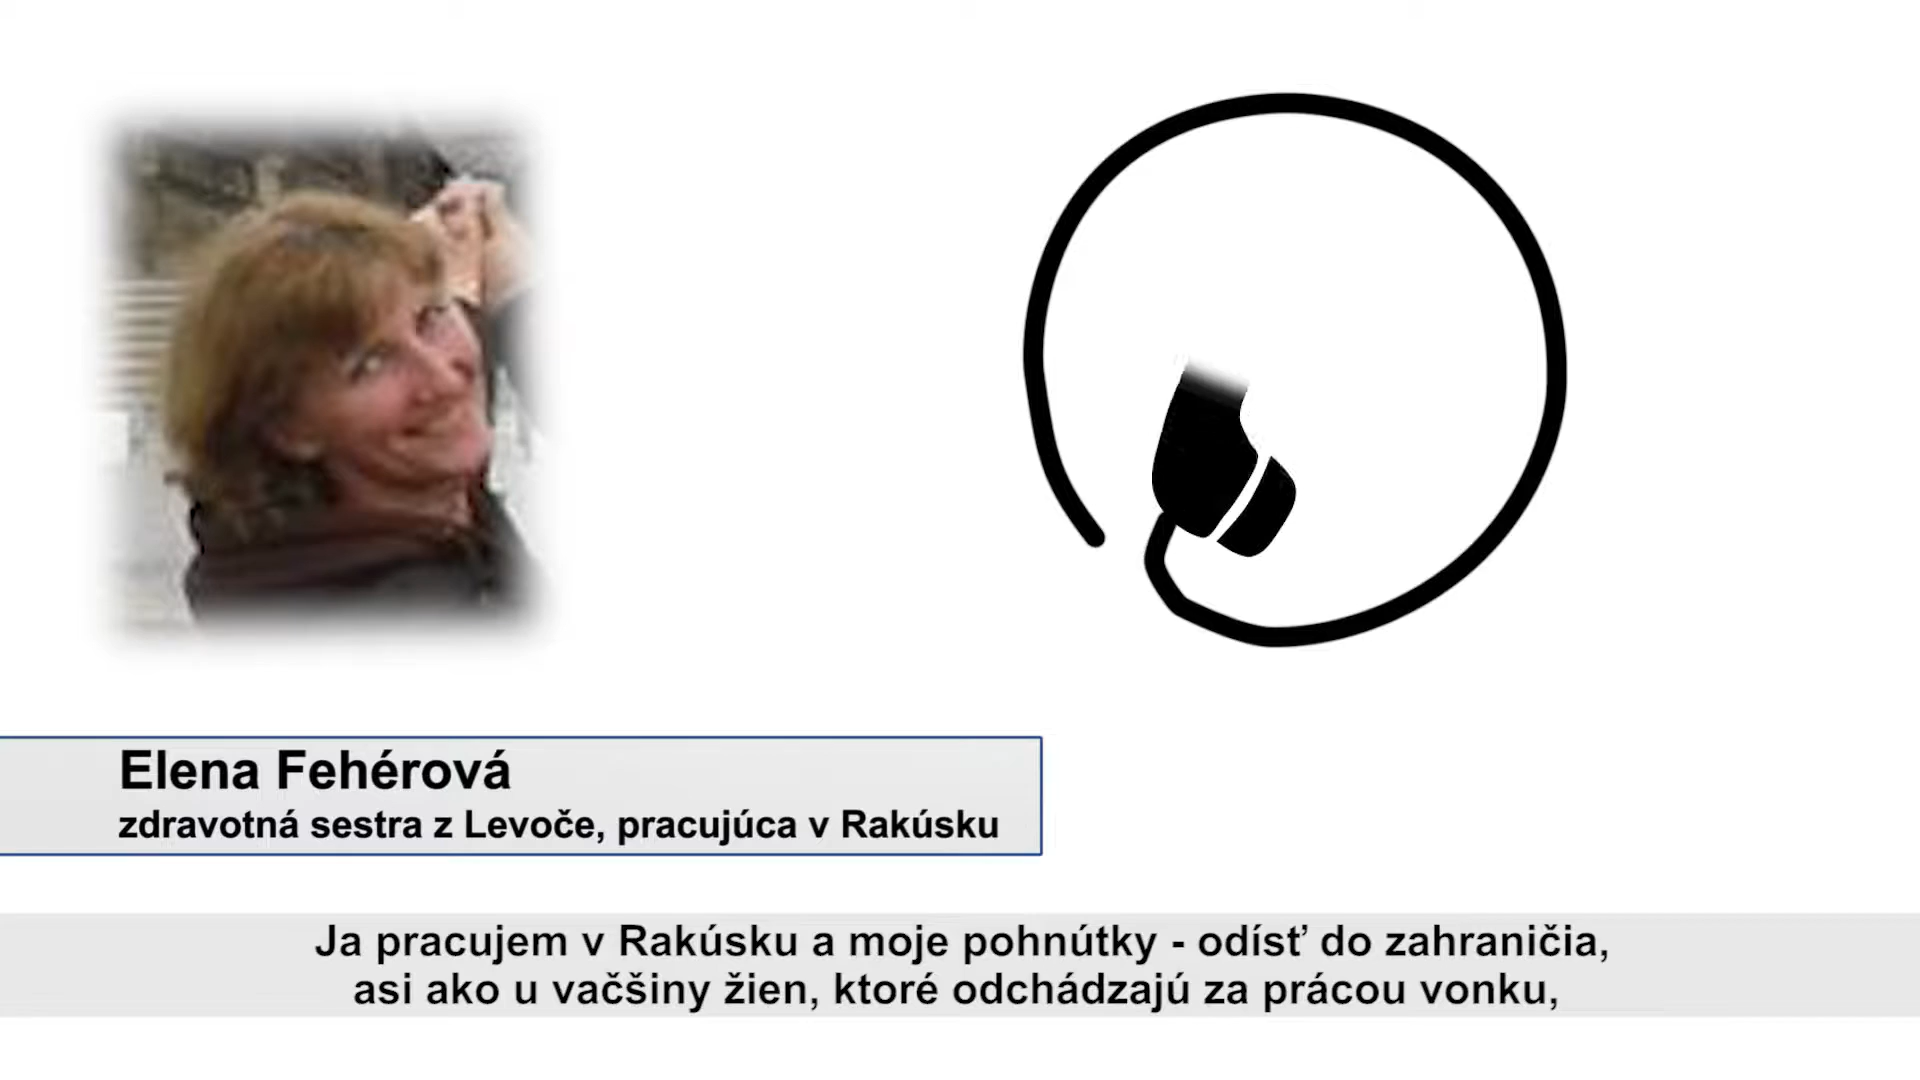 Elena Fehérová
zdravotná sestra z Levoče, pracujúca v Rakúsku
Ja pracujem v Rakúsku a moje pohnútky - odísť do zahraničia,
asi ako u vačšiny žien, ktoré odchádzajú za prácou vonku,